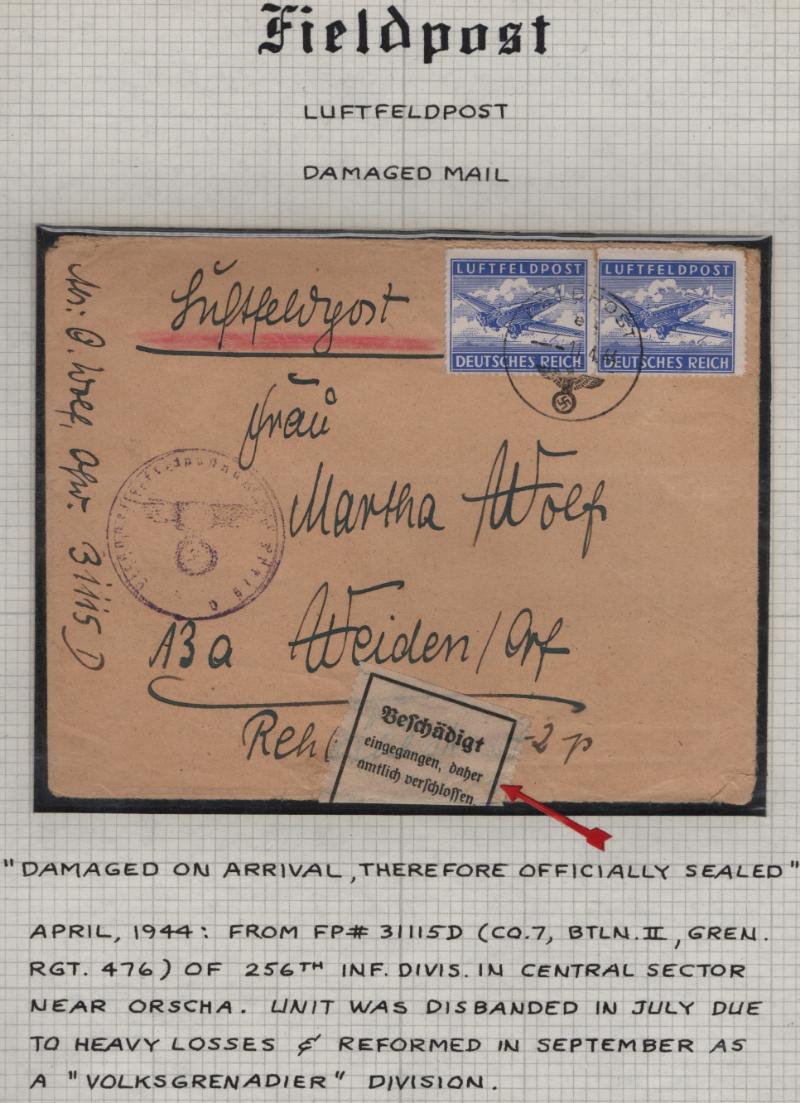 Fieldpost
LUFTFELDPOST
DAMAGED MAIL
Luftfeldpost
LUFTFELDPOST
DEUTSCHES REICH
LUFTFELDPOST
DEUTSCHES REICH
FELDPOST
Wolf, 31115 D
Frau
Martha Wolf
13a Weiden/Opf
Beschädigt
eingegangen, daher
amtlich verschlossen
"DAMAGED ON ARRIVAL, THEREFORE OFFICIALLY SEALED"
APRIL, 1944: FROM FP# 31115D (CO.7, BTLN. II, GREN.
RGT. 476) OF 256TH INF. DIVIS. IN CENTRAL SECTOR
NEAR ORSCHA. UNIT WAS DISBANDED IN JULY DUE
TO HEAVY LOSSES & REFORMED IN SEPTEMBER AS
A "VOLKSGRENADIER" DIVISION.